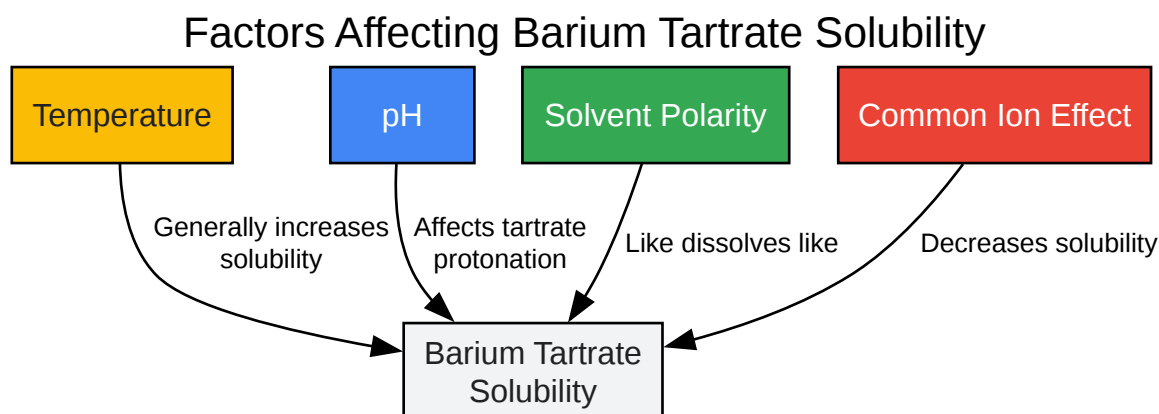 Factors Affecting Barium Tartrate Solubility
Temperature
pH
Solvent Polarity
Common Ion Effect
Generally increases
solubility
Affects tartrate
protonation
Like dissolves like
Decreases solubility
Barium Tartrate
Solubility